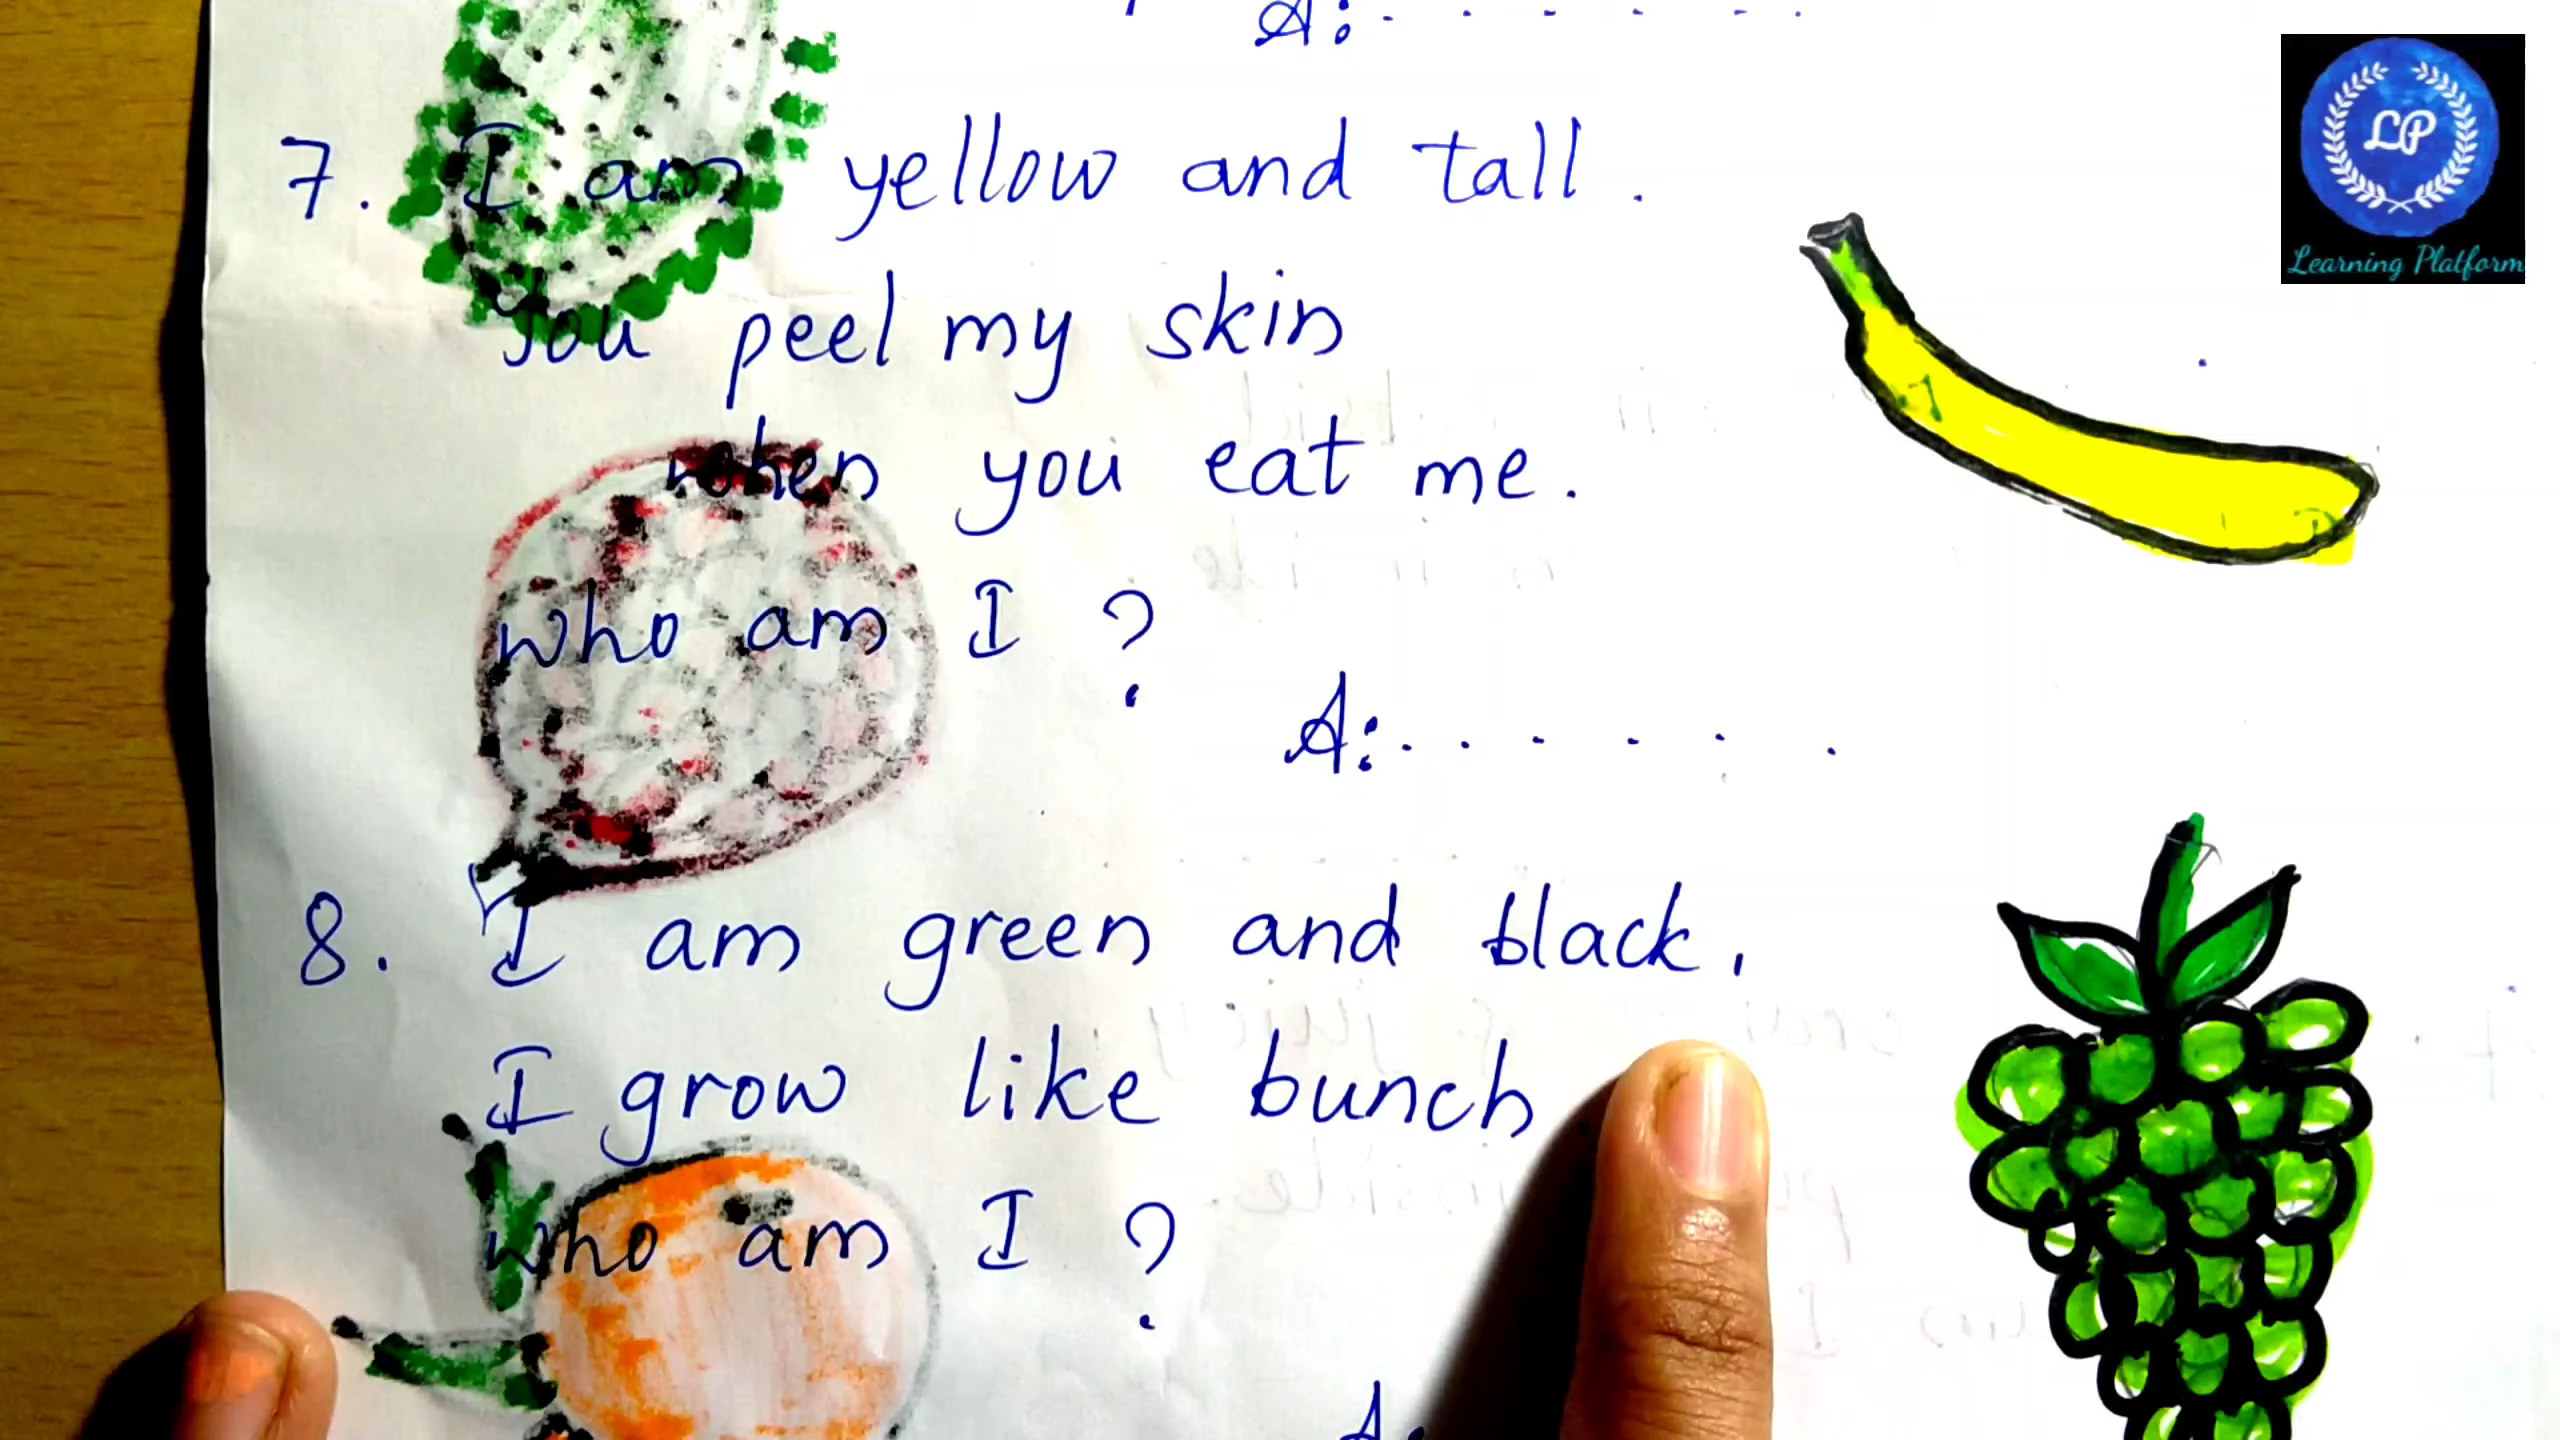 A: . . . . . .
7. I am yellow and tall.
You peel my skin
when you eat me.
who am I ?
A: . . . . . .
8. I am green and black,
I grow like bunch.
who am I ?
A:
LP
Learning Platform